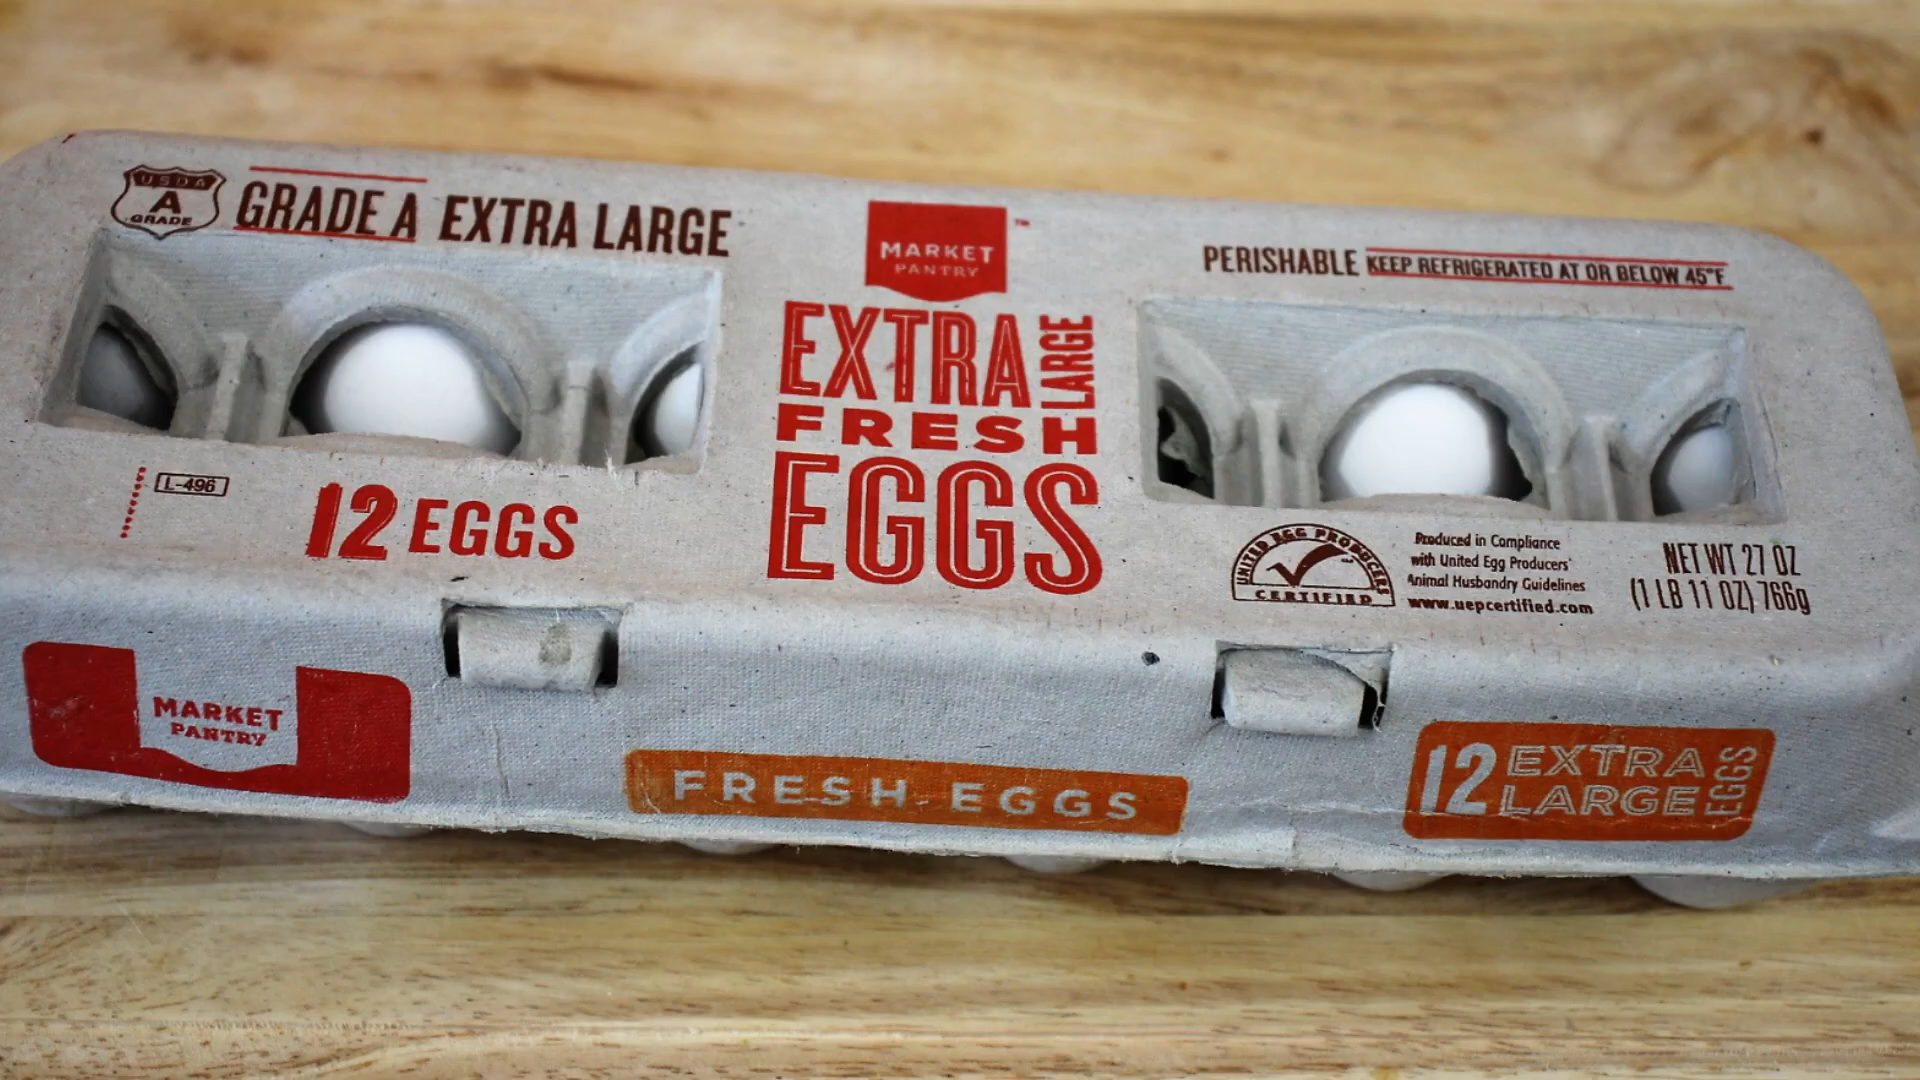 USDA
A
GRADE
GRADE A EXTRA LARGE
MARKET
PANTRY
™
PERISHABLE KEEP REFRIGERATED AT OR BELOW 45°F
EXTRA LARGE
FRESH
EGGS
L-496
12 EGGS
UNITED EGG PRODUCERS
CERTIFIED
Produced in Compliance
with United Egg Producers'
Animal Husbandry Guidelines
www.uepcertified.com
NET WT 27 OZ
(1 LB 11 OZ) 766g
MARKET
PANTRY
FRESH EGGS
12 EXTRA
LARGE EGGS